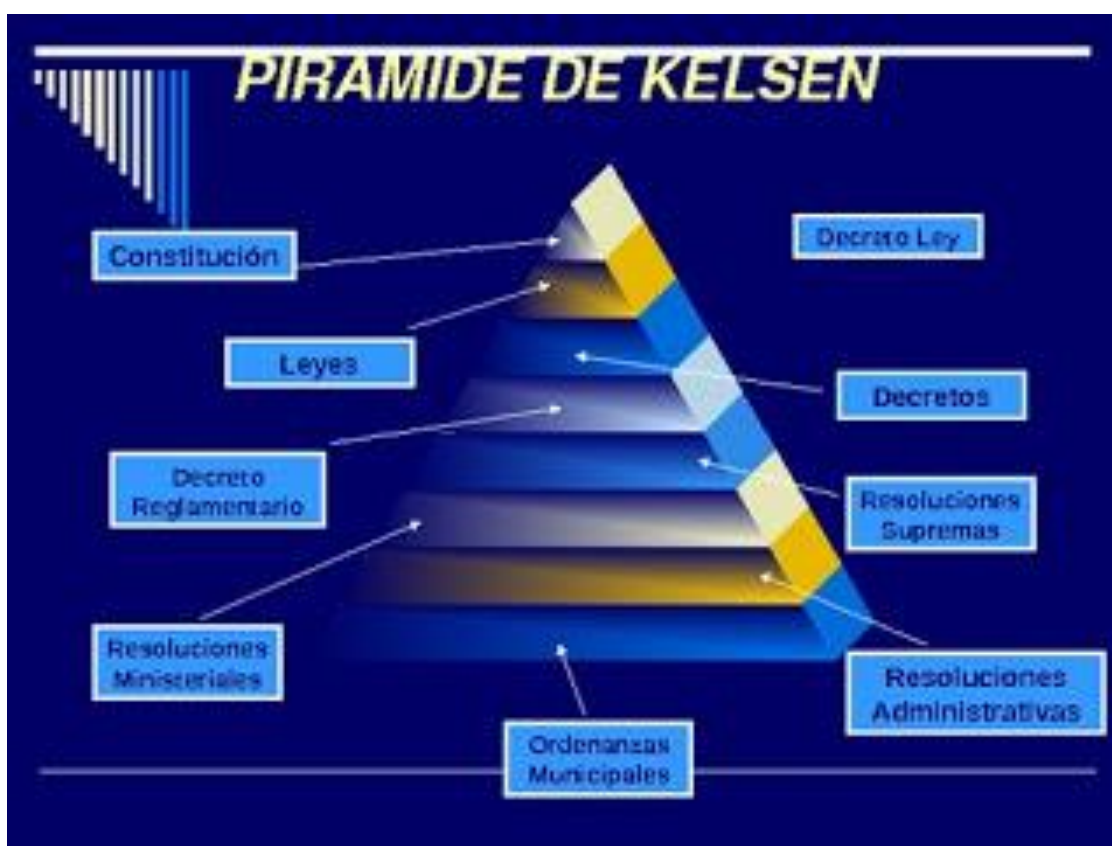 PIRAMIDE DE KELSEN
Constitución
Decreto Ley
Leyes
Decretos
Decreto
Reglamentario
Resoluciones
Supremas
Resoluciones
Ministeriales
Resoluciones
Administrativas
Ordenanzas
Municipales